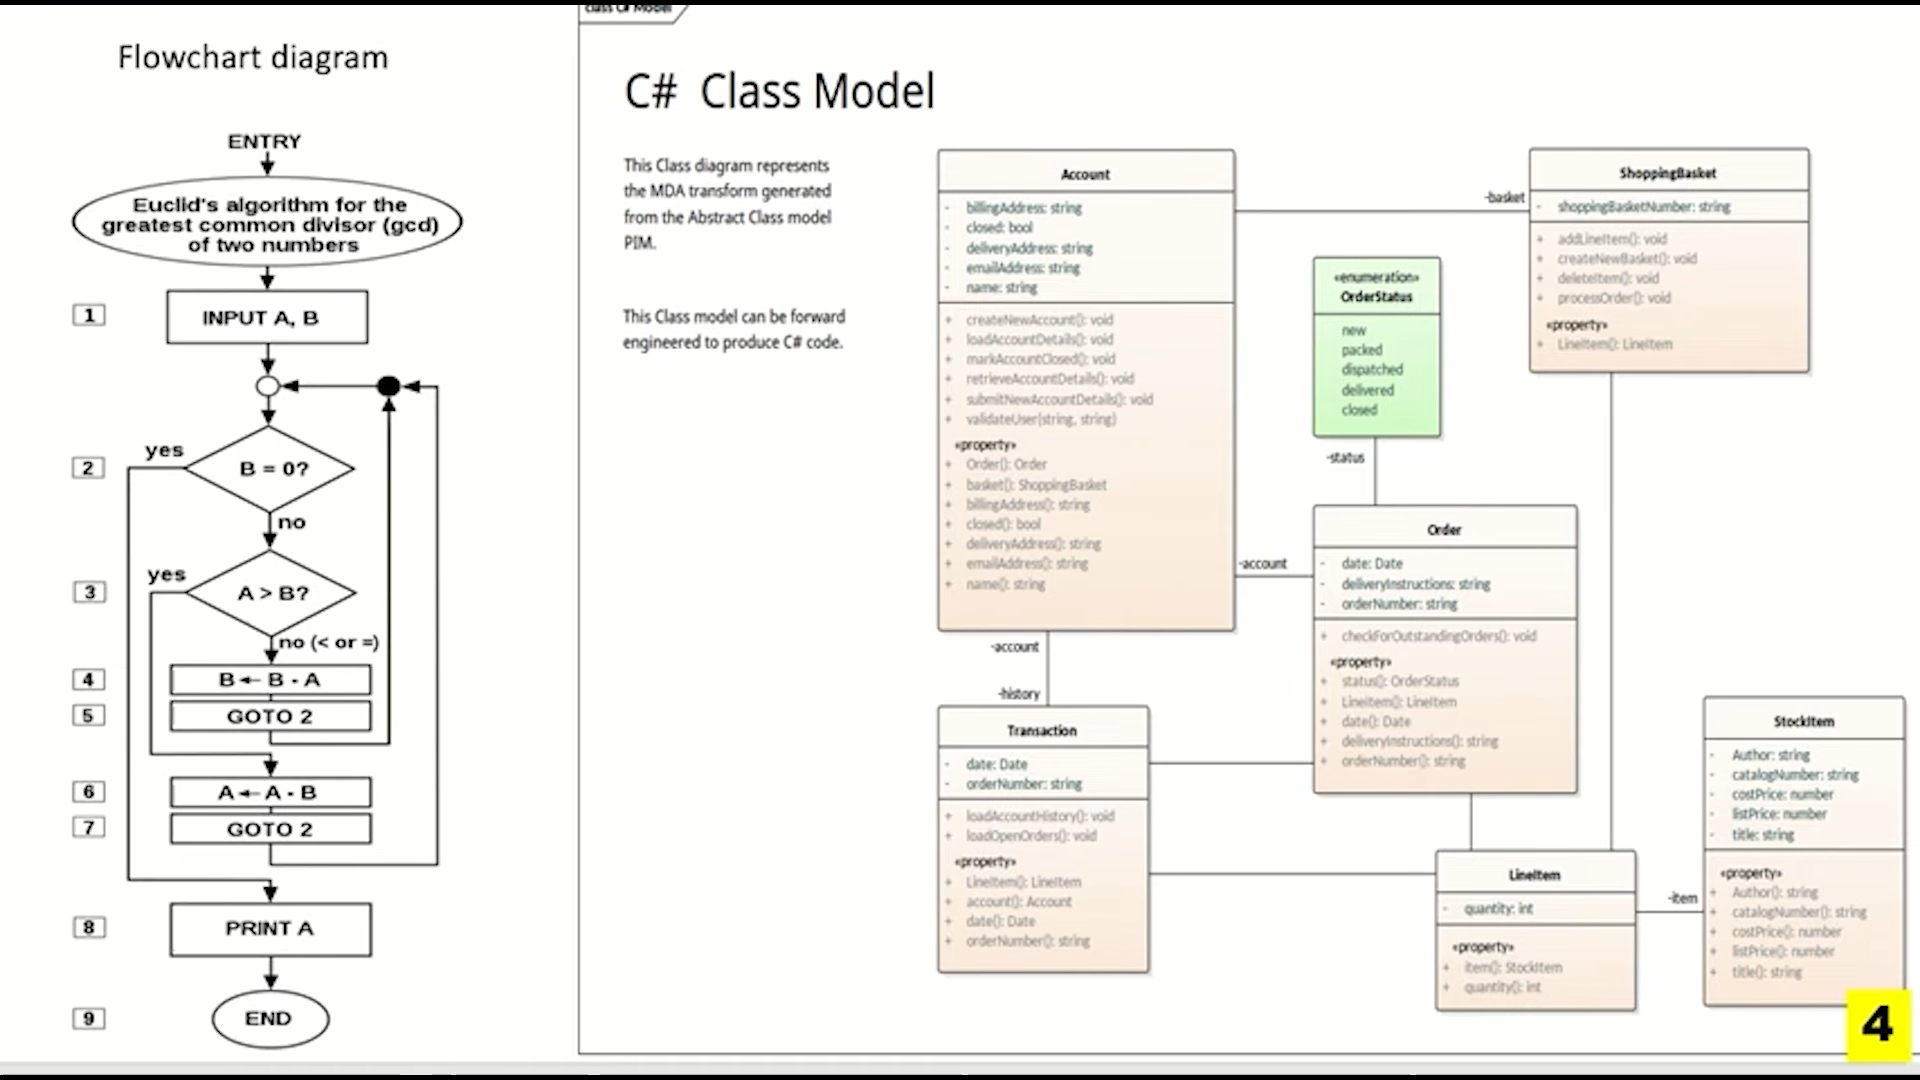 class C# Model
Flowchart diagram
ENTRY
Euclid's algorithm for the
greatest common divisor (gcd)
of two numbers
1
INPUT A, B
yes
2
B = 0?
no
yes
3
A > B?
no (< or =)
4
B ← B - A
5
GOTO 2
6
A ← A - B
7
GOTO 2
8
PRINT A
9
END
C# Class Model
This Class diagram represents
the MDA transform generated
from the Abstract Class model
PIM.
This Class model can be forward
engineered to produce C# code.
Account
- billingAddress: string
- closed: bool
- deliveryAddress: string
- emailAddress: string
- name: string
+ createNewAccount(): void
+ loadAccountDetails(): void
+ markAccountClosed(): void
+ retrieveAccountDetails(): void
+ submitNewAccountDetails(): void
+ validateUser(string, string)
«property»
+ Order(): Order
+ basket(): ShoppingBasket
+ billingAddress(): string
+ closed(): bool
+ deliveryAddress(): string
+ emailAddress(): string
+ name(): string
-basket
ShoppingBasket
- shoppingBasketNumber: string
+ addLineItem(): void
+ createNewBasket(): void
+ deleteItem(): void
+ processOrder(): void
«property»
+ LineItem(): LineItem
«enumeration»
OrderStatus
new
packed
dispatched
delivered
closed
-status
-account
Order
- date: Date
- deliveryInstructions: string
- orderNumber: string
+ checkForOutstandingOrders(): void
«property»
+ status(): OrderStatus
+ LineItem(): LineItem
+ date(): Date
+ deliveryInstructions(): string
+ orderNumber(): string
-account
-history
Transaction
- date: Date
- orderNumber: string
+ loadAccountHistory(): void
+ loadOpenOrders(): void
«property»
+ LineItem(): LineItem
+ account(): Account
+ date(): Date
+ orderNumber(): string
LineItem
- quantity: int
«property»
+ item(): StockItem
+ quantity(): int
-item
StockItem
- Author: string
- catalogNumber: string
- costPrice: number
- listPrice: number
- title: string
«property»
+ Author(): string
+ catalogNumber(): string
+ costPrice(): number
+ listPrice(): number
+ title(): string
4